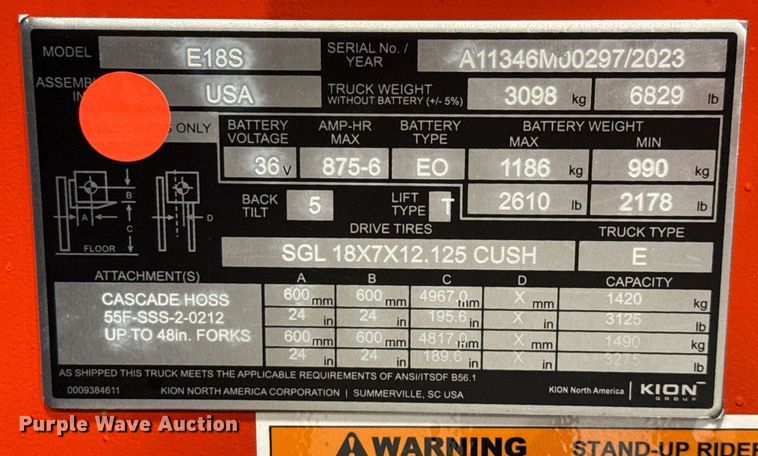 MODEL E18S SERIAL No. / YEAR A11346M00297/2023
USA TRUCK WEIGHT WITHOUT BATTERY (+/- 5%) 3098 kg 6829 lb
ONLY BATTERY VOLTAGE AMP-HR MAX BATTERY TYPE BATTERY WEIGHT
MAX MIN
36 V 875-6 EO 1186 kg 990 kg
BACK TILT 5 LIFT TYPE T 2610 lb 2178 lb
A B C D
FLOOR
DRIVE TIRES TRUCK TYPE
SGL 18X7X12.125 CUSH E
ATTACHMENT(S) A B C D CAPACITY
CASCADE HOSS 600 mm 600 mm 4967.0 mm X mm 1420 kg
55F-SSS-2-0212 24 in 24 in 195.6 in X in 3125 lb
UP TO 48in. FORKS 600 mm 600 mm 4817.0 mm X mm 1490 kg
24 in 24 in 189.6 in X in 3275 lb
AS SHIPPED THIS TRUCK MEETS THE APPLICABLE REQUIREMENTS OF ANSI/ITSDF B56.1
0009384611 KION NORTH AMERICA CORPORATION | SUMMERVILLE, SC USA KION North America | KION GROUP
Purple Wave Auction
WARNING STAND-UP RIDER